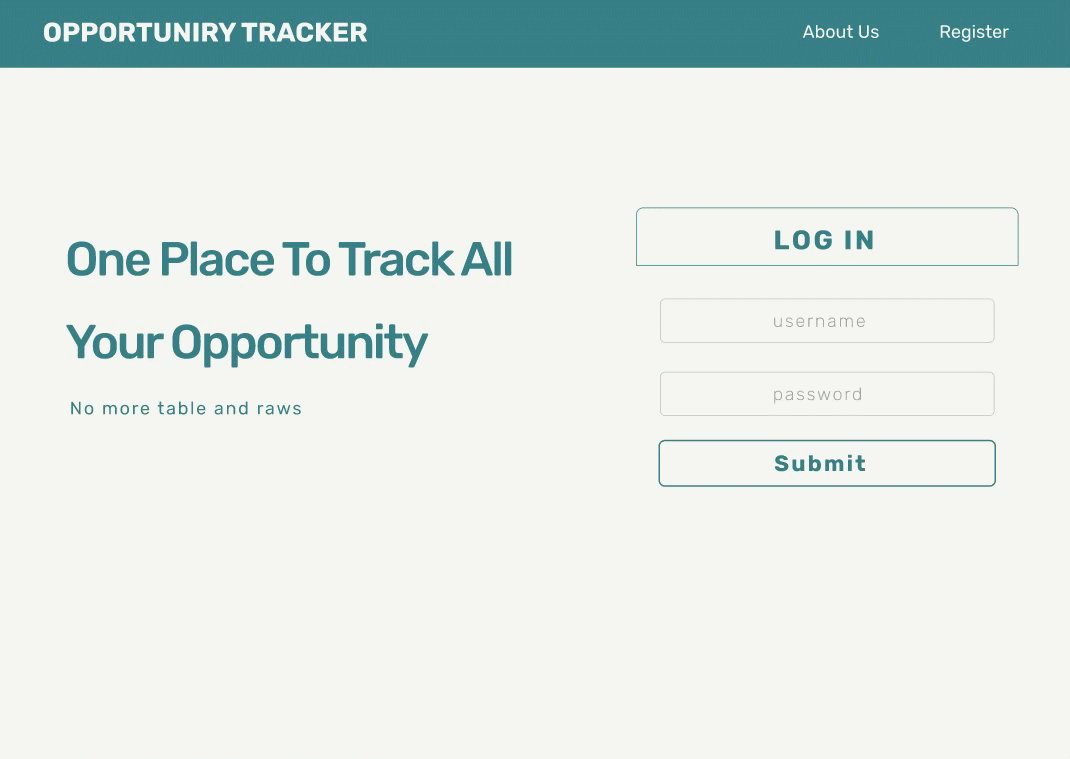 OPPORTUNIRY TRACKER
About Us
Register
One Place To Track All
Your Opportunity
No more table and raws
LOG IN
username
password
Submit